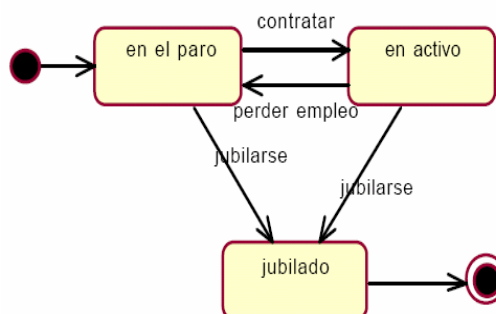 contratar
en el paro
en activo
perder empleo
jubilarse
jubilarse
jubilado